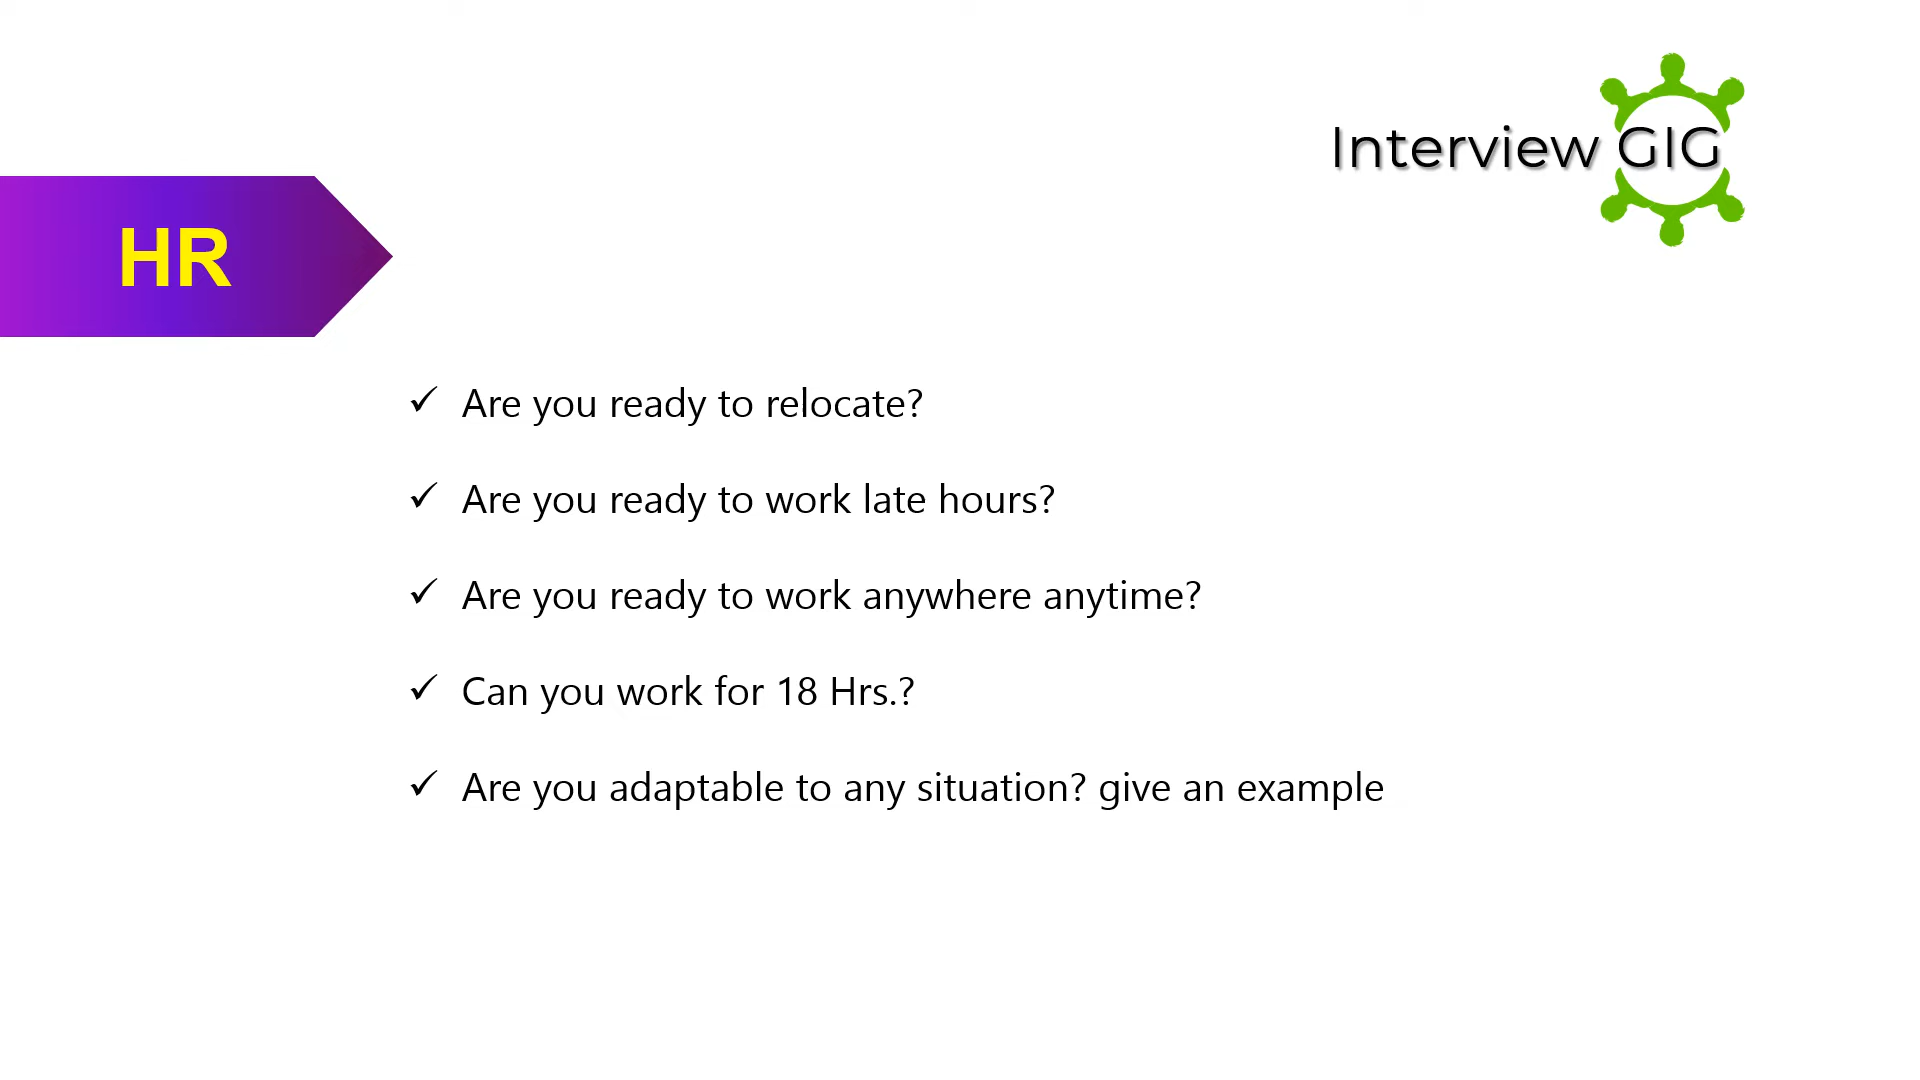 Interview GIG
HR
✓ Are you ready to relocate?
✓ Are you ready to work late hours?
✓ Are you ready to work anywhere anytime?
✓ Can you work for 18 Hrs.?
✓ Are you adaptable to any situation? give an example